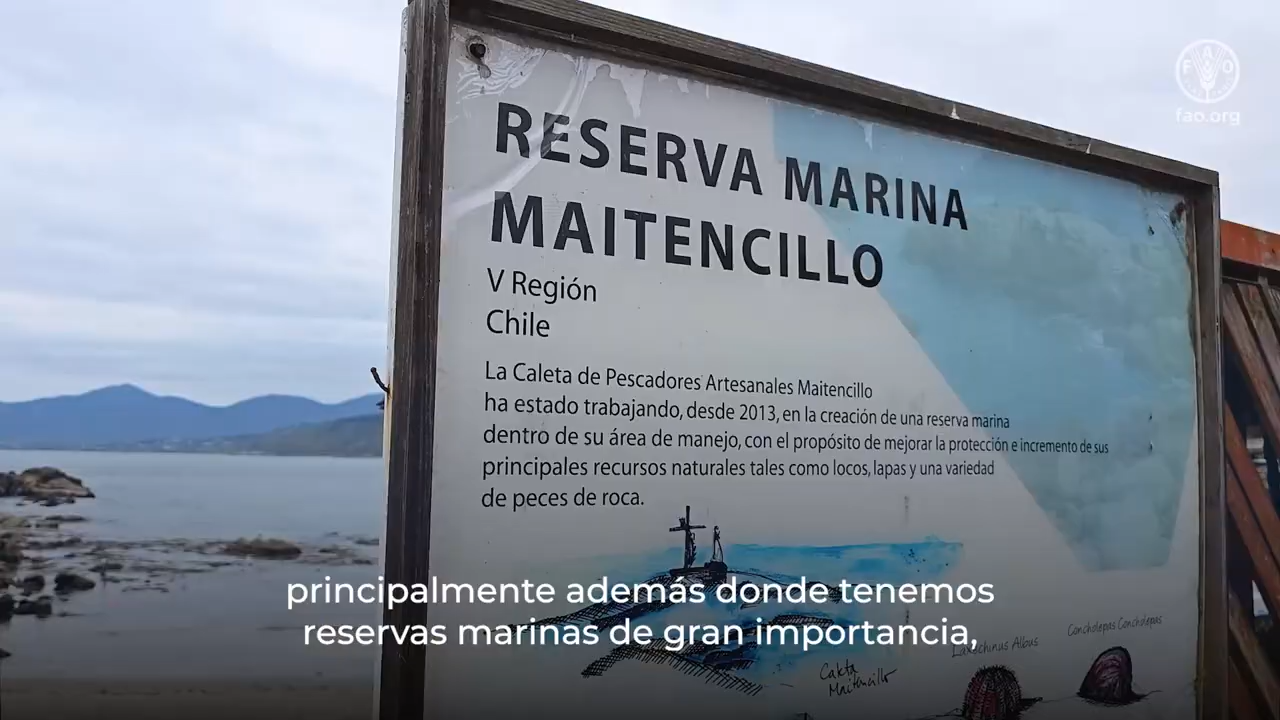 FAO
fao.org
RESERVA MARINA
MAITENCILLO
V Región
Chile
La Caleta de Pescadores Artesanales Maitencillo
ha estado trabajando, desde 2013, en la creación de una reserva marina
dentro de su área de manejo, con el propósito de mejorar la protección e incremento de sus
principales recursos naturales tales como locos, lapas y una variedad
de peces de roca.
principalmente además donde tenemos
reservas marinas de gran importancia,
Concholepas Concholepas
Loxechinus Albus
Caleta
Maitencillo